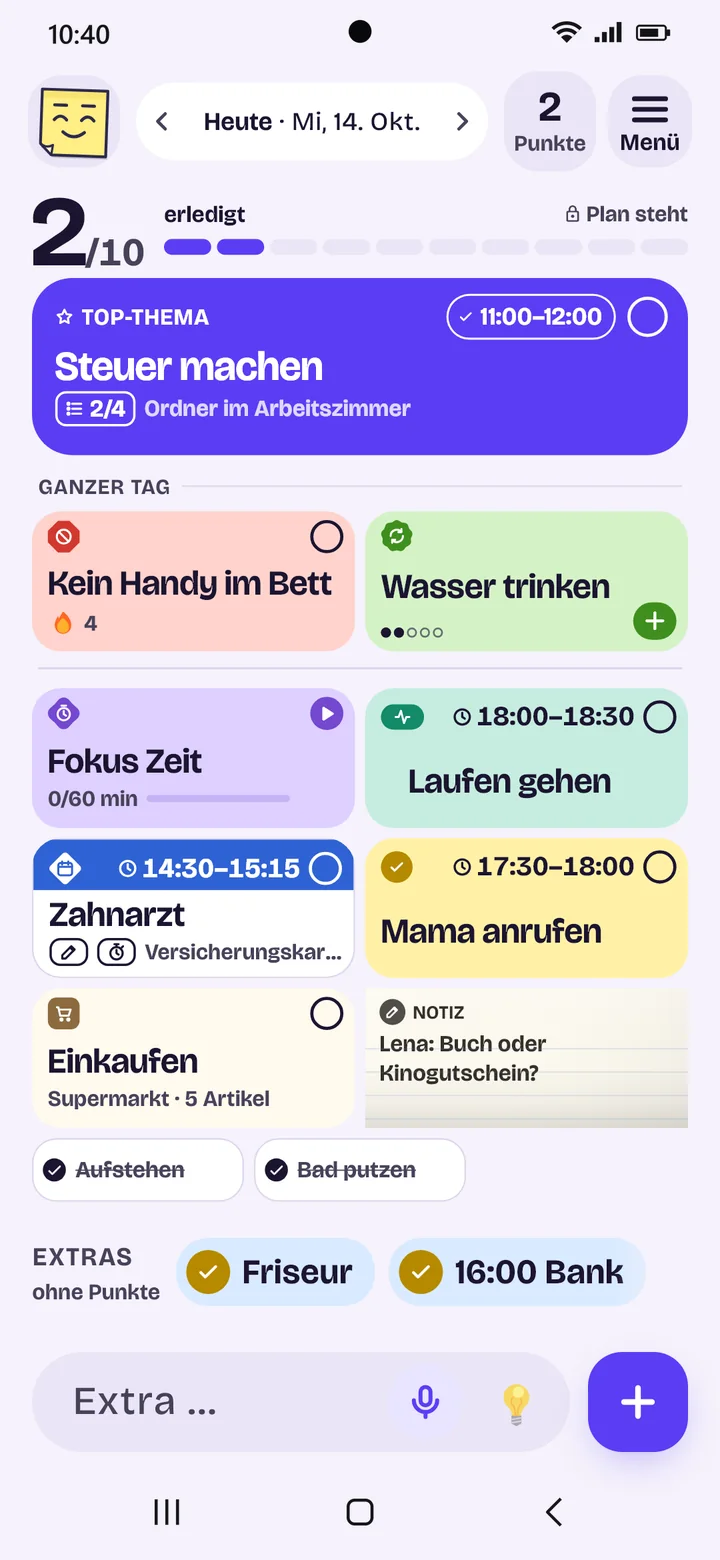 10:40
Heute · Mi, 14. Okt.
2
Punkte
Menü
2/10
erledigt
Plan steht
TOP-THEMA
11:00–12:00
Steuer machen
2/4 Ordner im Arbeitszimmer
GANZER TAG
Kein Handy im Bett
4
Wasser trinken
Fokus Zeit
0/60 min
18:00–18:30
Laufen gehen
14:30–15:15
Zahnarzt
Versicherungskar...
17:30–18:00
Mama anrufen
Einkaufen
Supermarkt · 5 Artikel
NOTIZ
Lena: Buch oder
Kinogutschein?
Aufstehen
Bad putzen
EXTRAS
ohne Punkte
Friseur
16:00 Bank
Extra ...